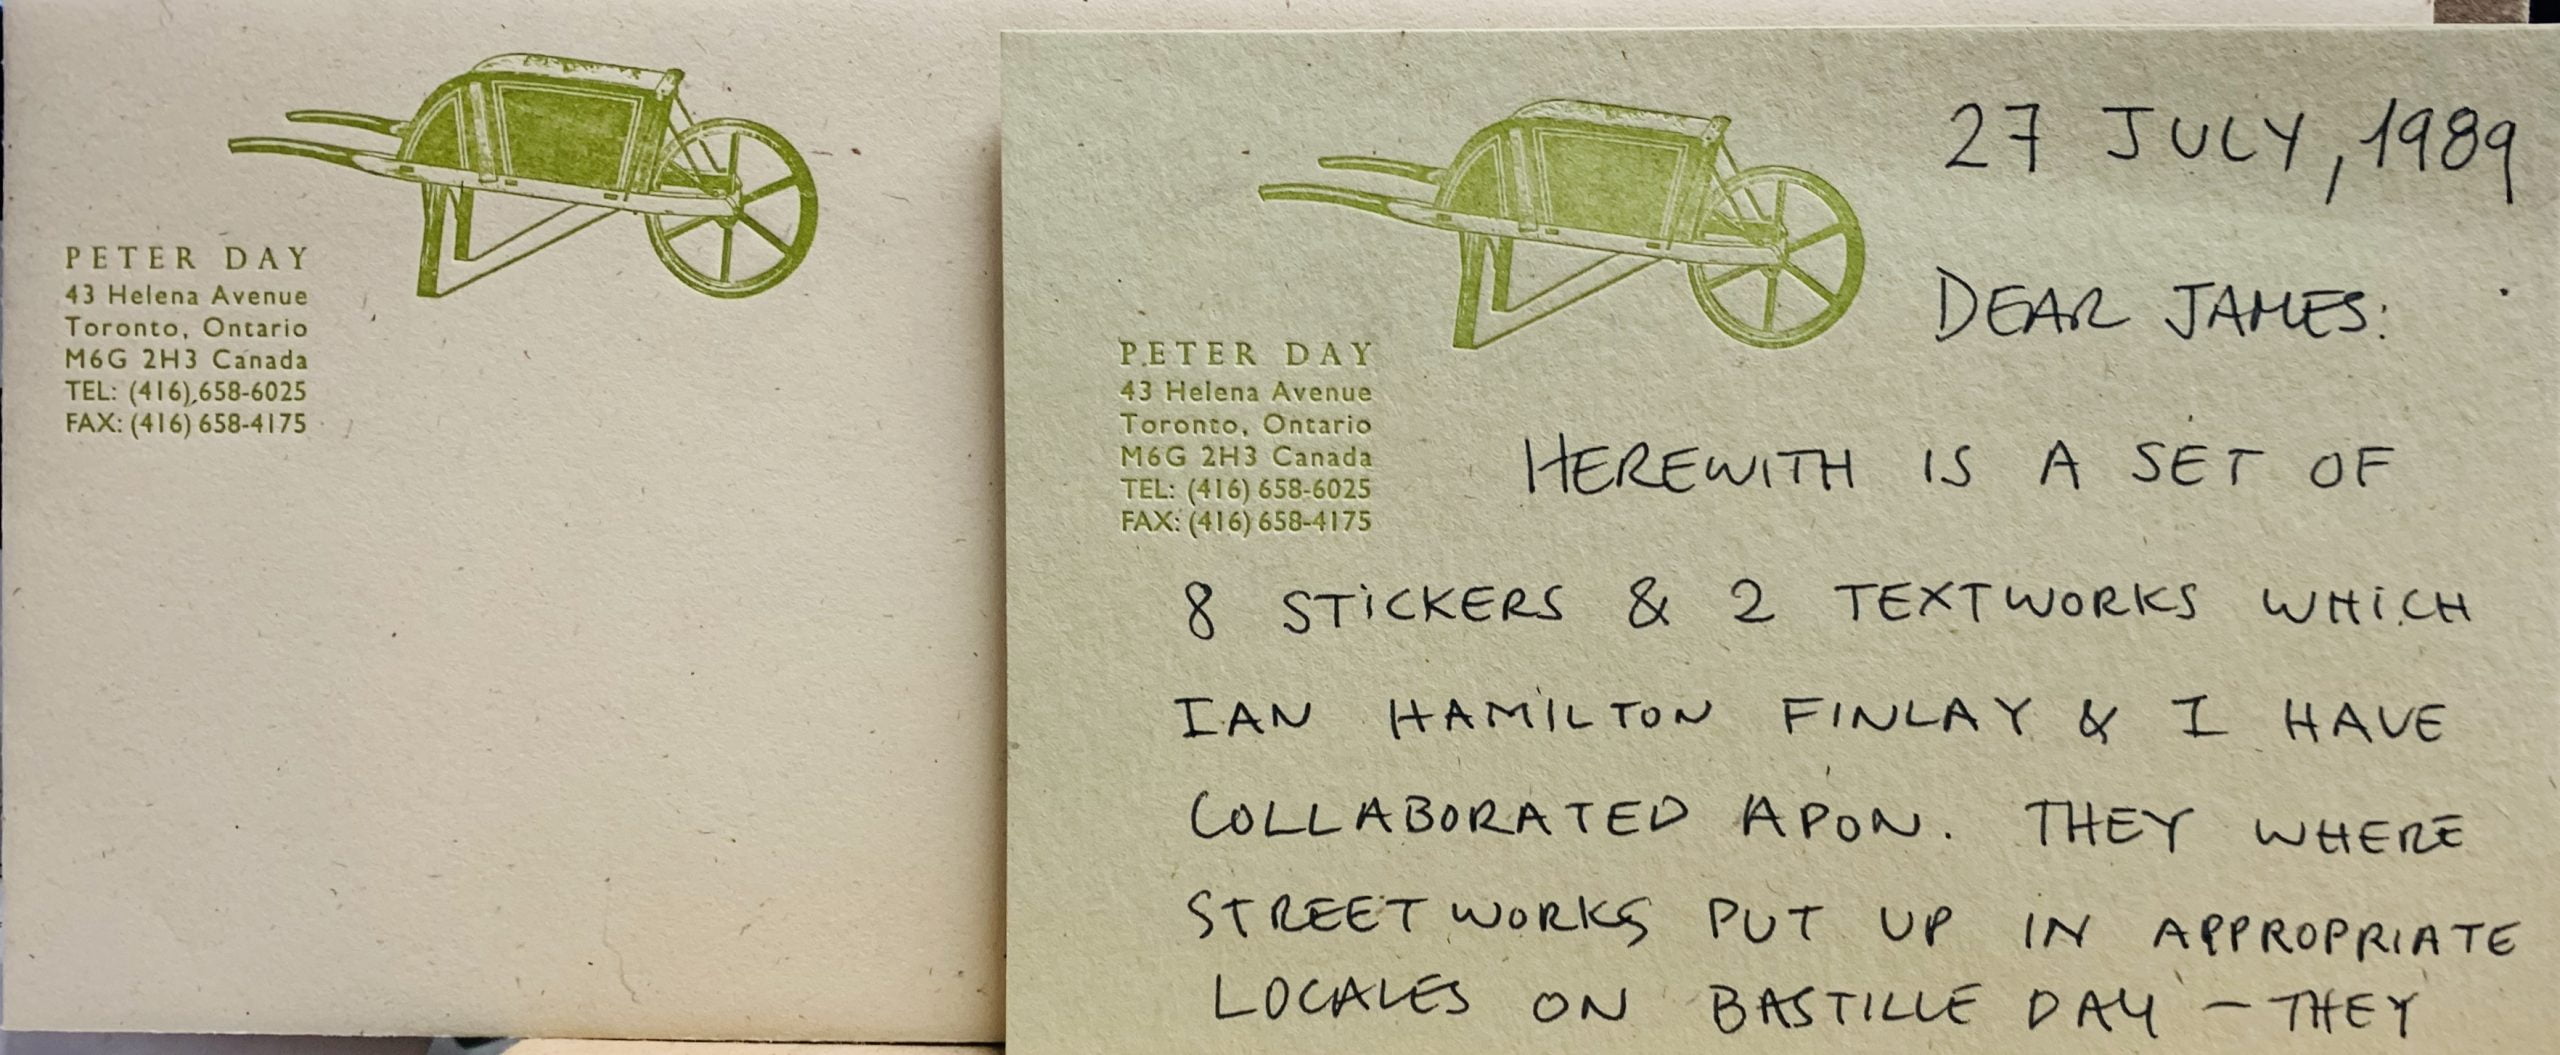 PETER DAY
43 Helena Avenue
Toronto, Ontario
M6G 2H3 Canada
TEL: (416) 658-6025
FAX: (416) 658-4175
27 JULY, 1989
DEAR JAMES:
PETER DAY
43 Helena Avenue
Toronto, Ontario
M6G 2H3 Canada
TEL: (416) 658-6025
FAX: (416) 658-4175
HEREWITH IS A SET OF
8 STICKERS & 2 TEXTWORKS WHICH
IAN HAMILTON FINLAY & I HAVE
COLLABORATED APON. THEY WHERE
STREETWORKS PUT UP IN APPROPRIATE
LOCALES ON BASTILLE DAY – THEY